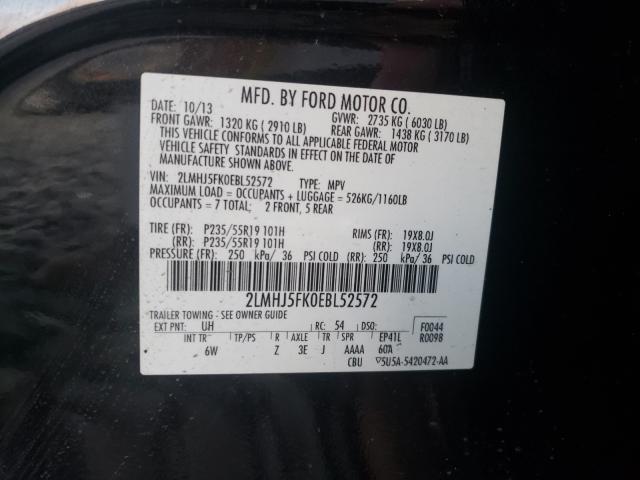 MFD. BY FORD MOTOR CO.
DATE: 10/13 GVWR: 2735 KG ( 6030 LB)
FRONT GAWR: 1320 KG ( 2910 LB) REAR GAWR: 1438 KG ( 3170 LB)
THIS VEHICLE CONFORMS TO ALL APPLICABLE FEDERAL MOTOR
VEHICLE SAFETY STANDARDS IN EFFECT ON THE DATE OF
MANUFACTURE SHOWN ABOVE.
VIN: 2LMHJ5FK0EBL52572 TYPE: MPV
MAXIMUM LOAD = OCCUPANTS + LUGGAGE = 526KG/1160LB
OCCUPANTS = 7 TOTAL: 2 FRONT, 5 REAR
TIRE (FR): P235/55R19 101H RIMS (FR): 19X8.0J
(RR): P235/55R19 101H (RR): 19X8.0J
PRESSURE (FR): 250 kPa/ 36 PSI COLD (RR): 250 kPa/ 36 PSI COLD
2LMHJ5FK0EBL52572
TRAILER TOWING - SEE OWNER GUIDE
EXT PNT: UH RC: 54 DSO: F0044
INT TR TP/PS R AXLE TR SPR EP41L R0098
6W Z 3E J AAAA 60A
CBU 5U5A-5420472-AA